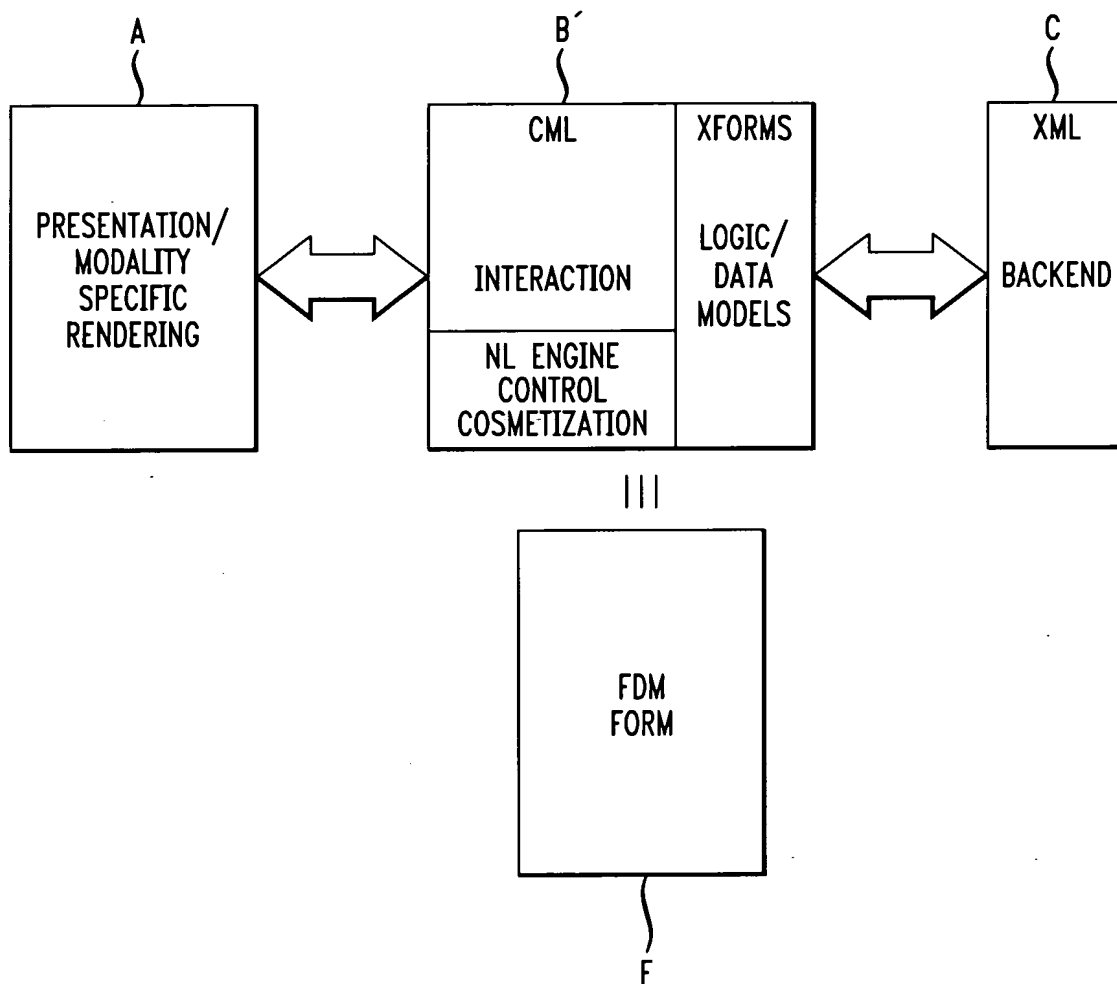 A
B´
C
PRESENTATION/
MODALITY
SPECIFIC
RENDERING
CML
INTERACTION
NL ENGINE
CONTROL
COSMETIZATION
XFORMS
LOGIC/
DATA
MODELS
XML
BACKEND
FDM
FORM
F